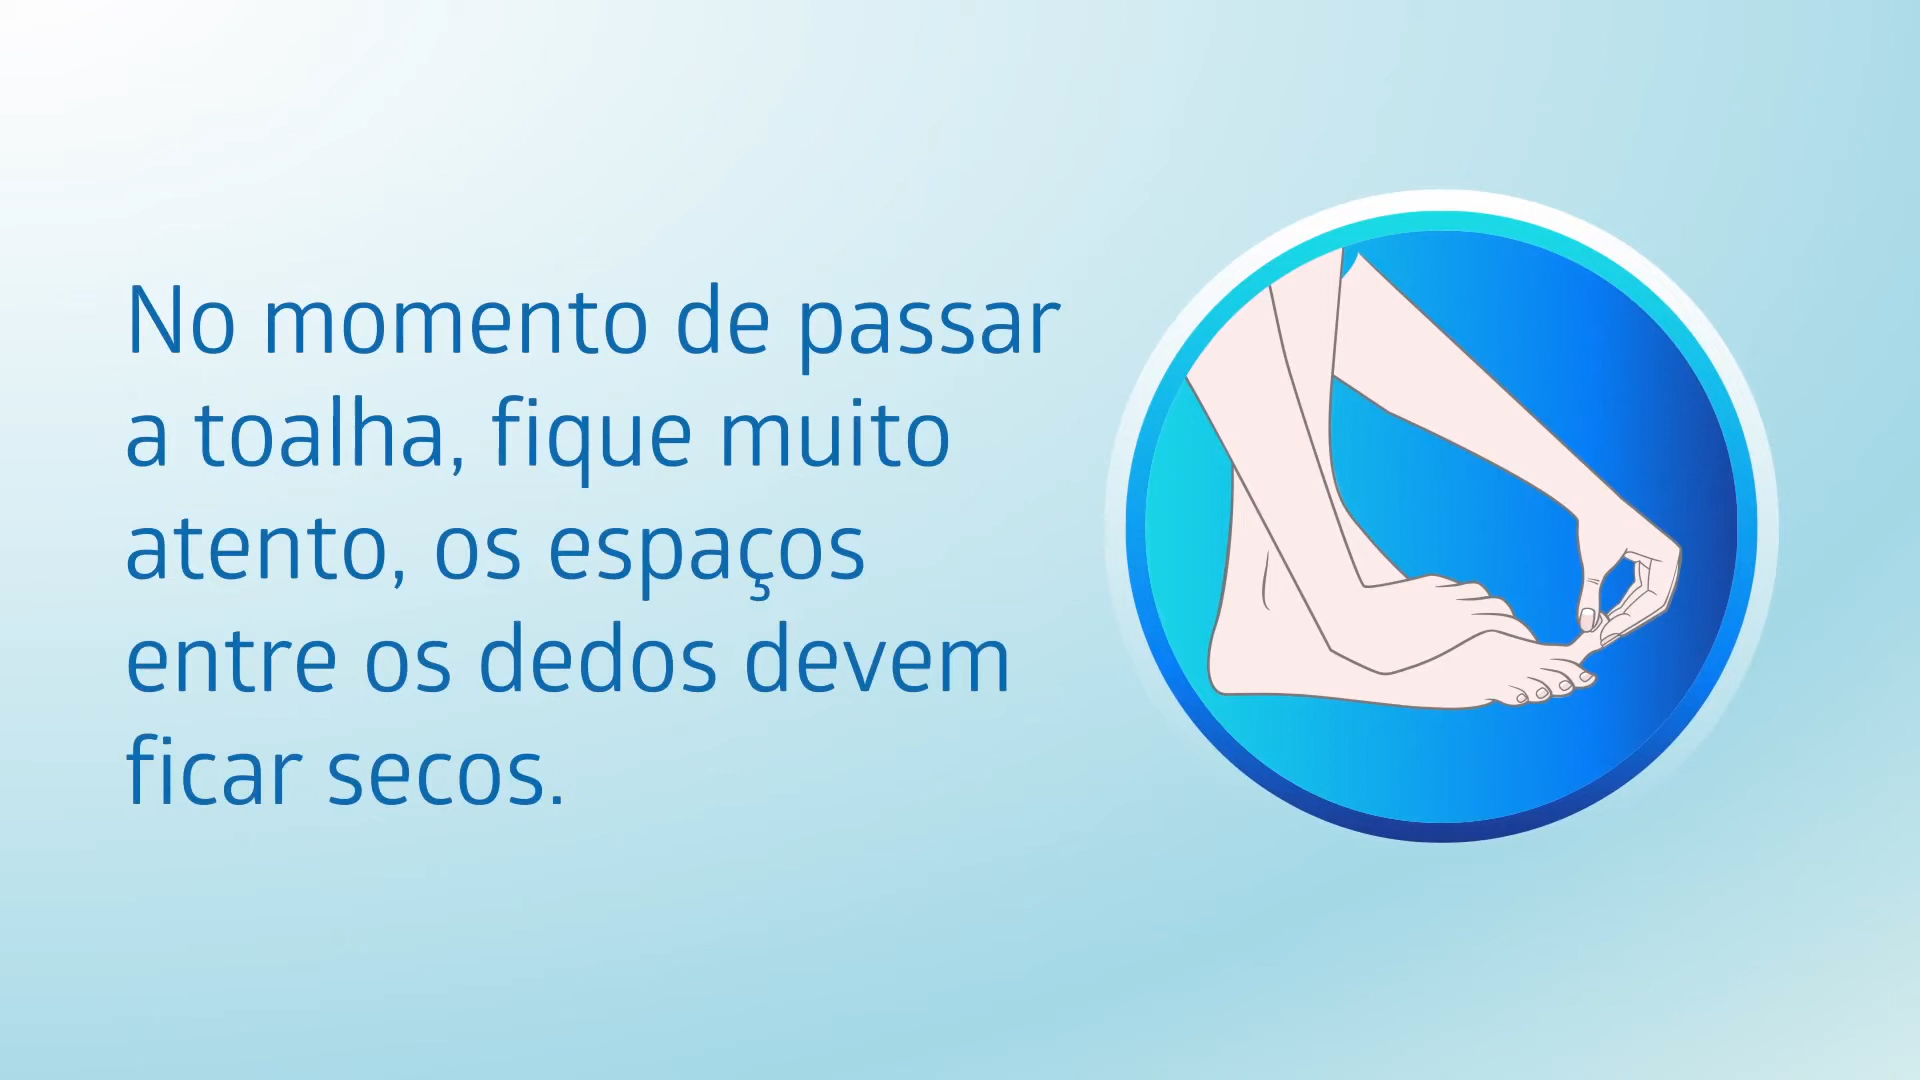 No momento de passar
a toalha, fique muito
atento, os espaços
entre os dedos devem
ficar secos.